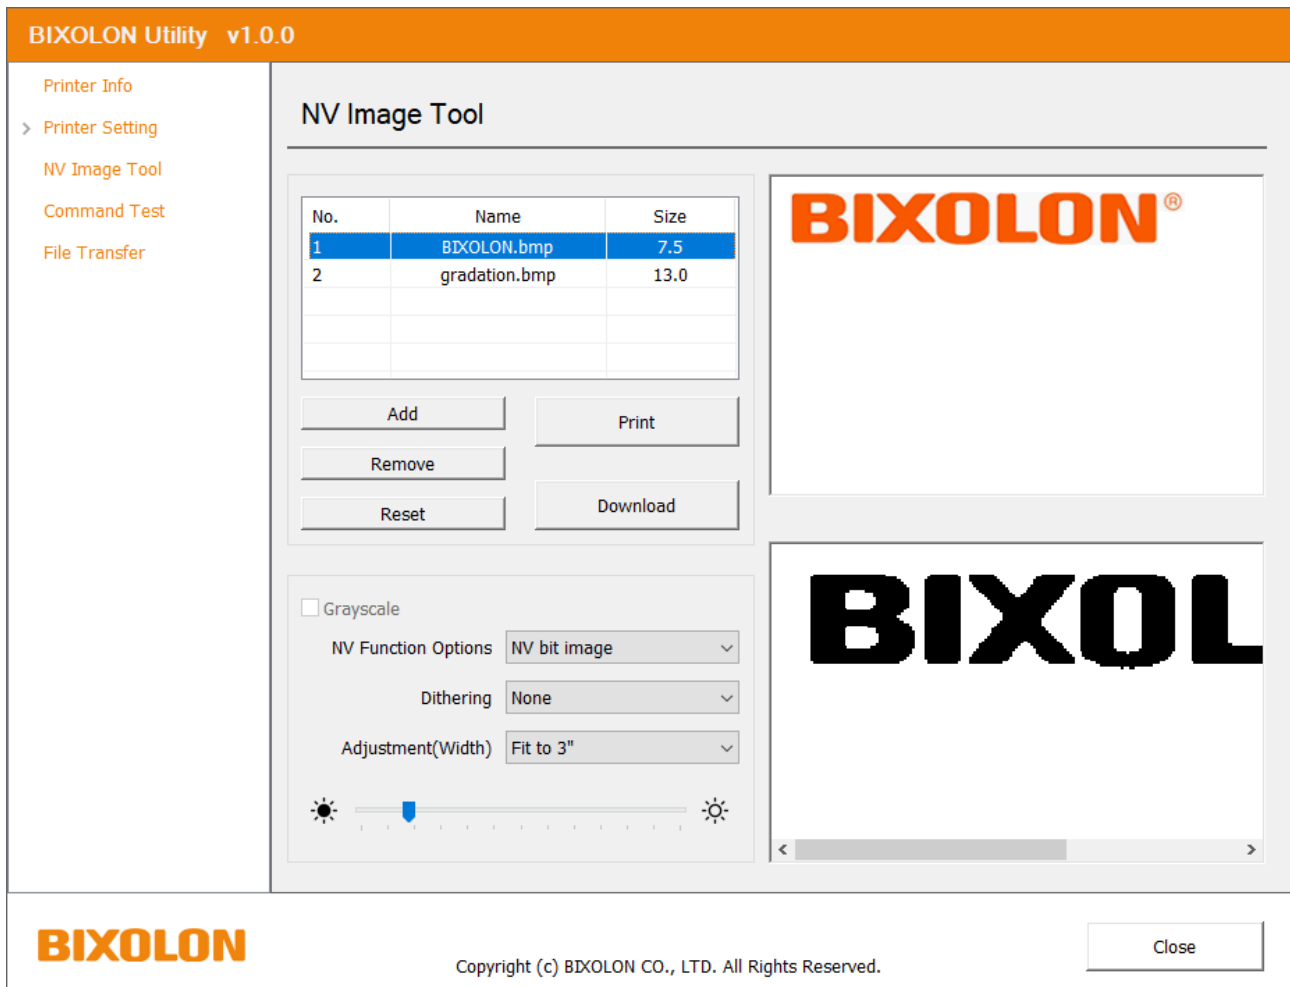 BIXOLON Utility v1.0.0
Printer Info
Printer Setting
NV Image Tool
Command Test
File Transfer
NV Image Tool
No. Name Size
1 BIXOLON.bmp 7.5
2 gradation.bmp 13.0
Add
Print
Remove
Download
Reset
BIXOLON®
Grayscale
NV Function Options NV bit image
Dithering None
Adjustment(Width) Fit to 3"
BIXOL
BIXOLON
Copyright (c) BIXOLON CO., LTD. All Rights Reserved.
Close